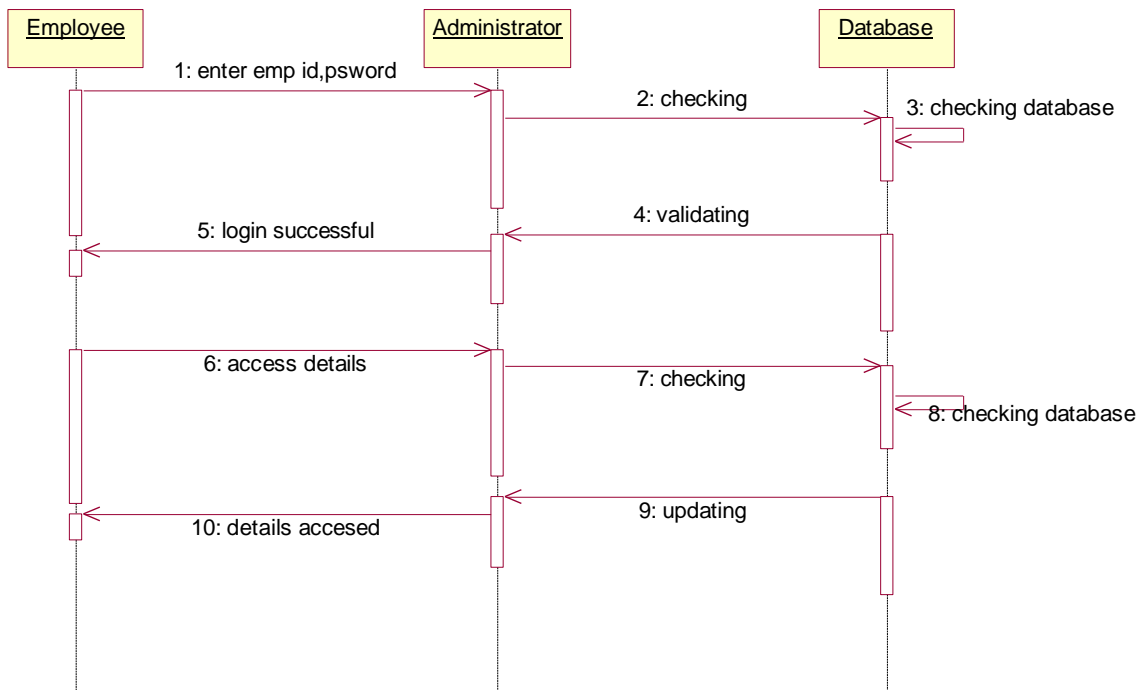 Employee
Administrator
Database
1: enter emp id,psword
2: checking
3: checking database
4: validating
5: login successful
6: access details
7: checking
8: checking database
9: updating
10: details accesed